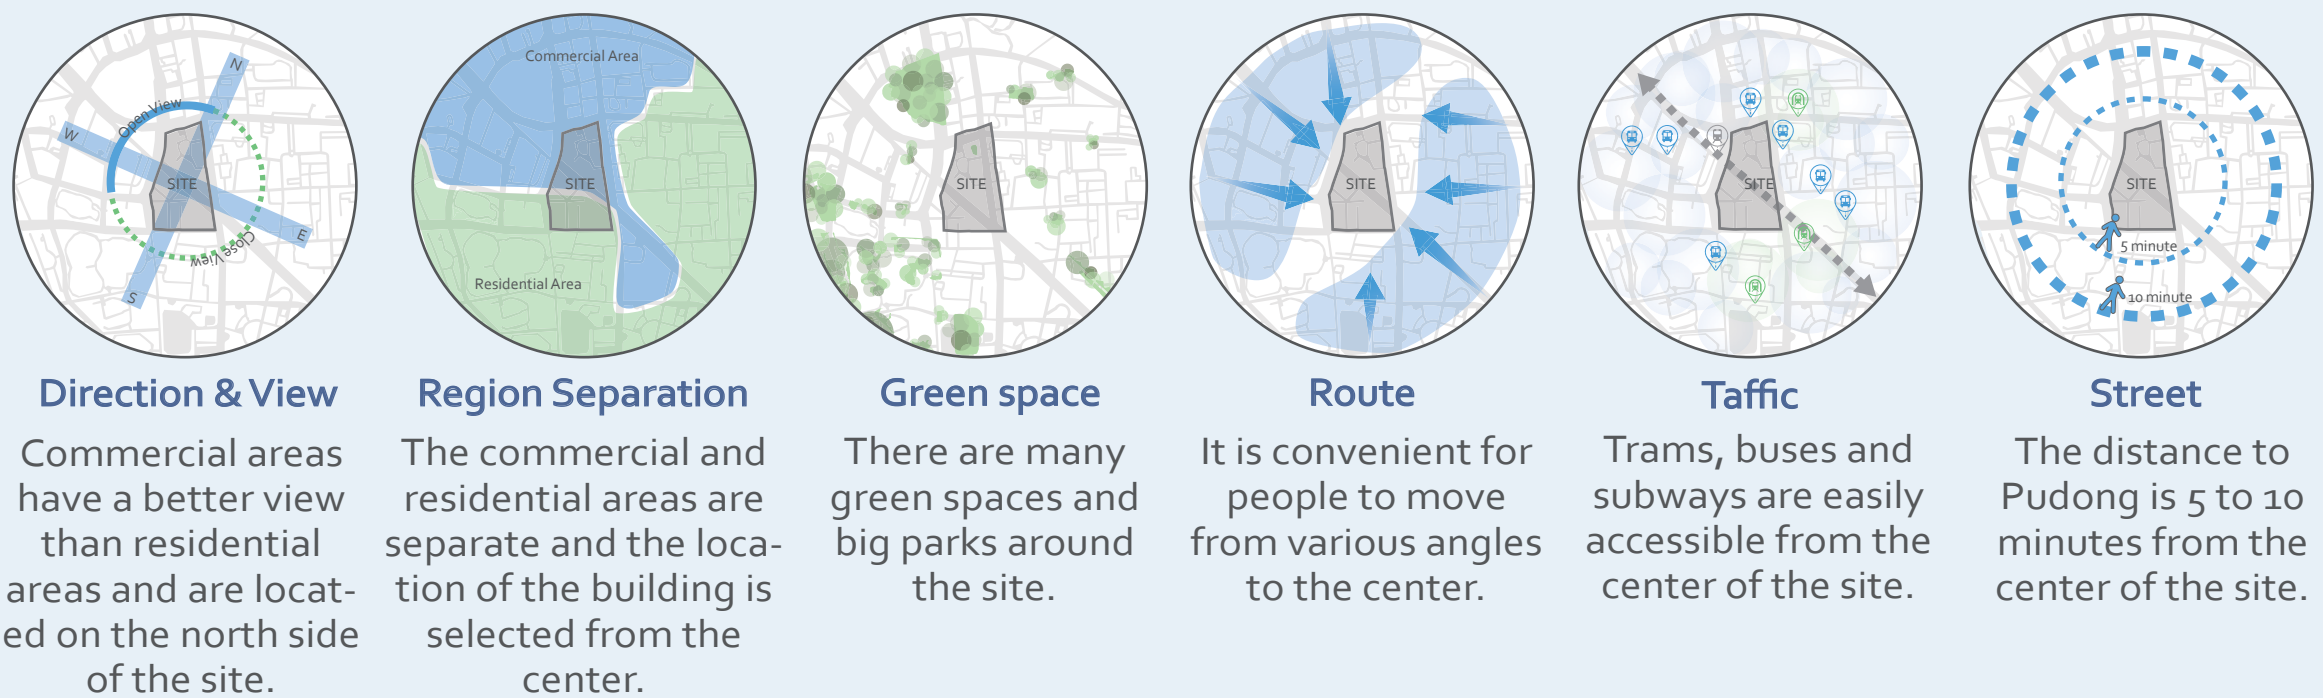 N
Open View
W
SITE
E
Close View
S
Direction & View
Commercial areas
have a better view
than residential
areas and are locat-
ed on the north side
of the site.
Commercial Area
SITE
Residential Area
Region Separation
The commercial and
residential areas are
separate and the loca-
tion of the building is
selected from the
center.
SITE
Green space
There are many
green spaces and
big parks around
the site.
SITE
Route
It is convenient for
people to move
from various angles
to the center.
SITE
Taffic
Trams, buses and
subways are easily
accessible from the
center of the site.
SITE
5 minute
10 minute
Street
The distance to
Pudong is 5 to 10
minutes from the
center of the site.